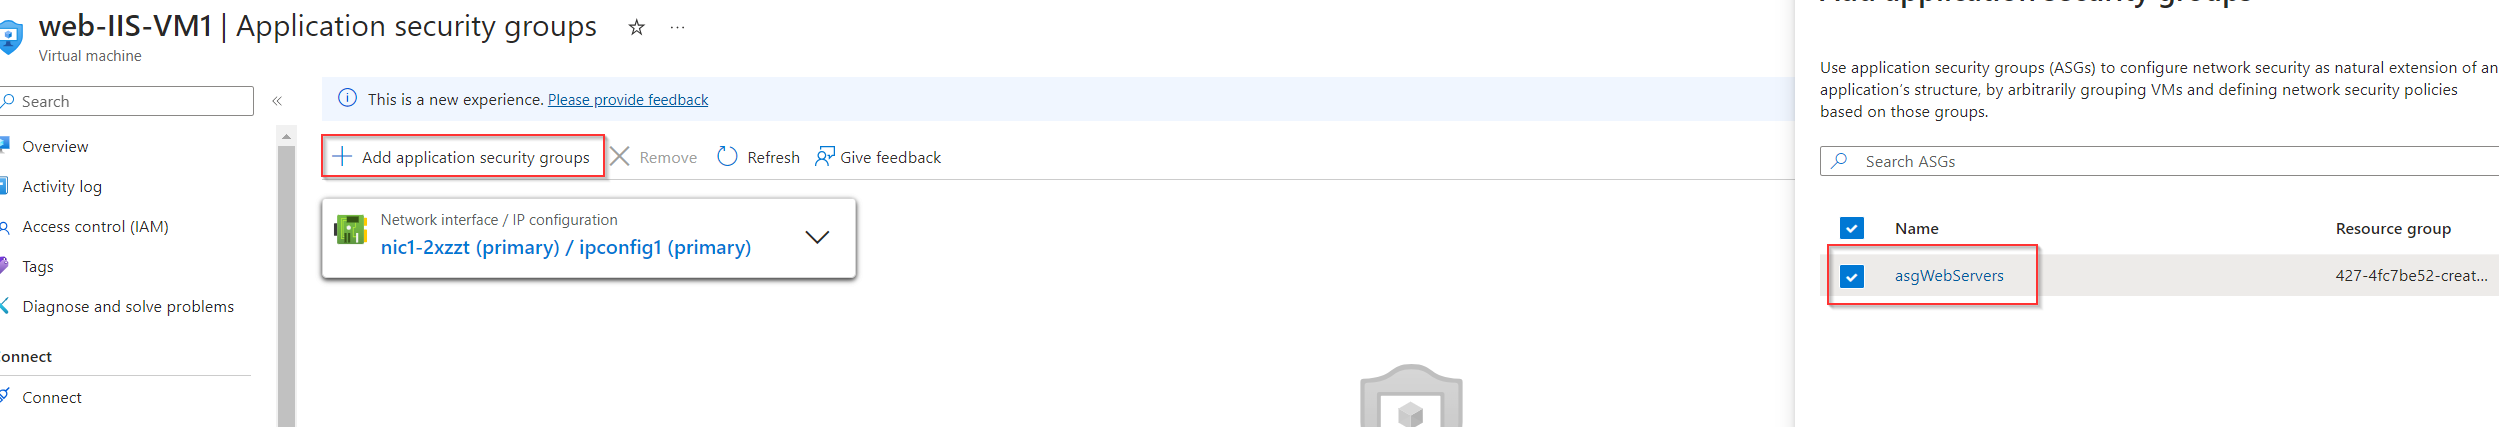 web-IIS-VM1 | Application security groups
Virtual machine
Search
Overview
Activity log
Access control (IAM)
Tags
Diagnose and solve problems
onnect
Connect
This is a new experience. Please provide feedback
Add application security groups
Remove
Refresh
Give feedback
Network interface / IP configuration
nic1-2xzzt (primary) / ipconfig1 (primary)
Add application security groups
Use application security groups (ASGs) to configure network security as natural extension of an
application's structure, by arbitrarily grouping VMs and defining network security policies
based on those groups.
Search ASGs
Name
Resource group
asgWebServers
427-4fc7be52-creat...